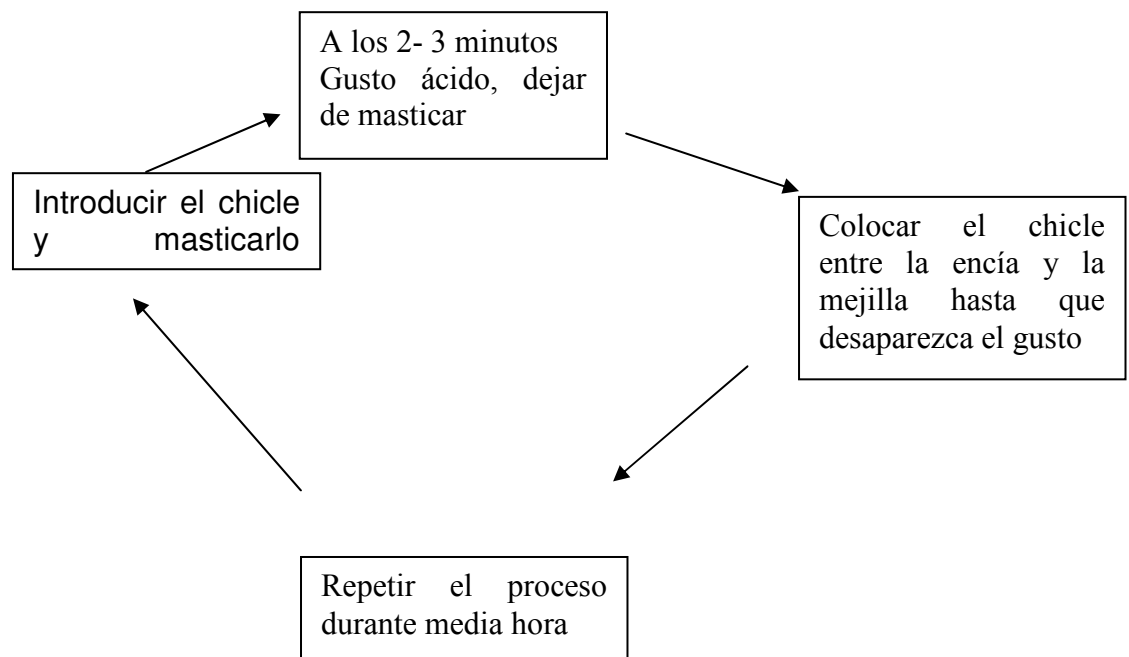 A los 2- 3 minutos
Gusto ácido, dejar
de masticar
Introducir el chicle
y masticarlo
Colocar el chicle
entre la encía y la
mejilla hasta que
desaparezca el gusto
Repetir el proceso
durante media hora